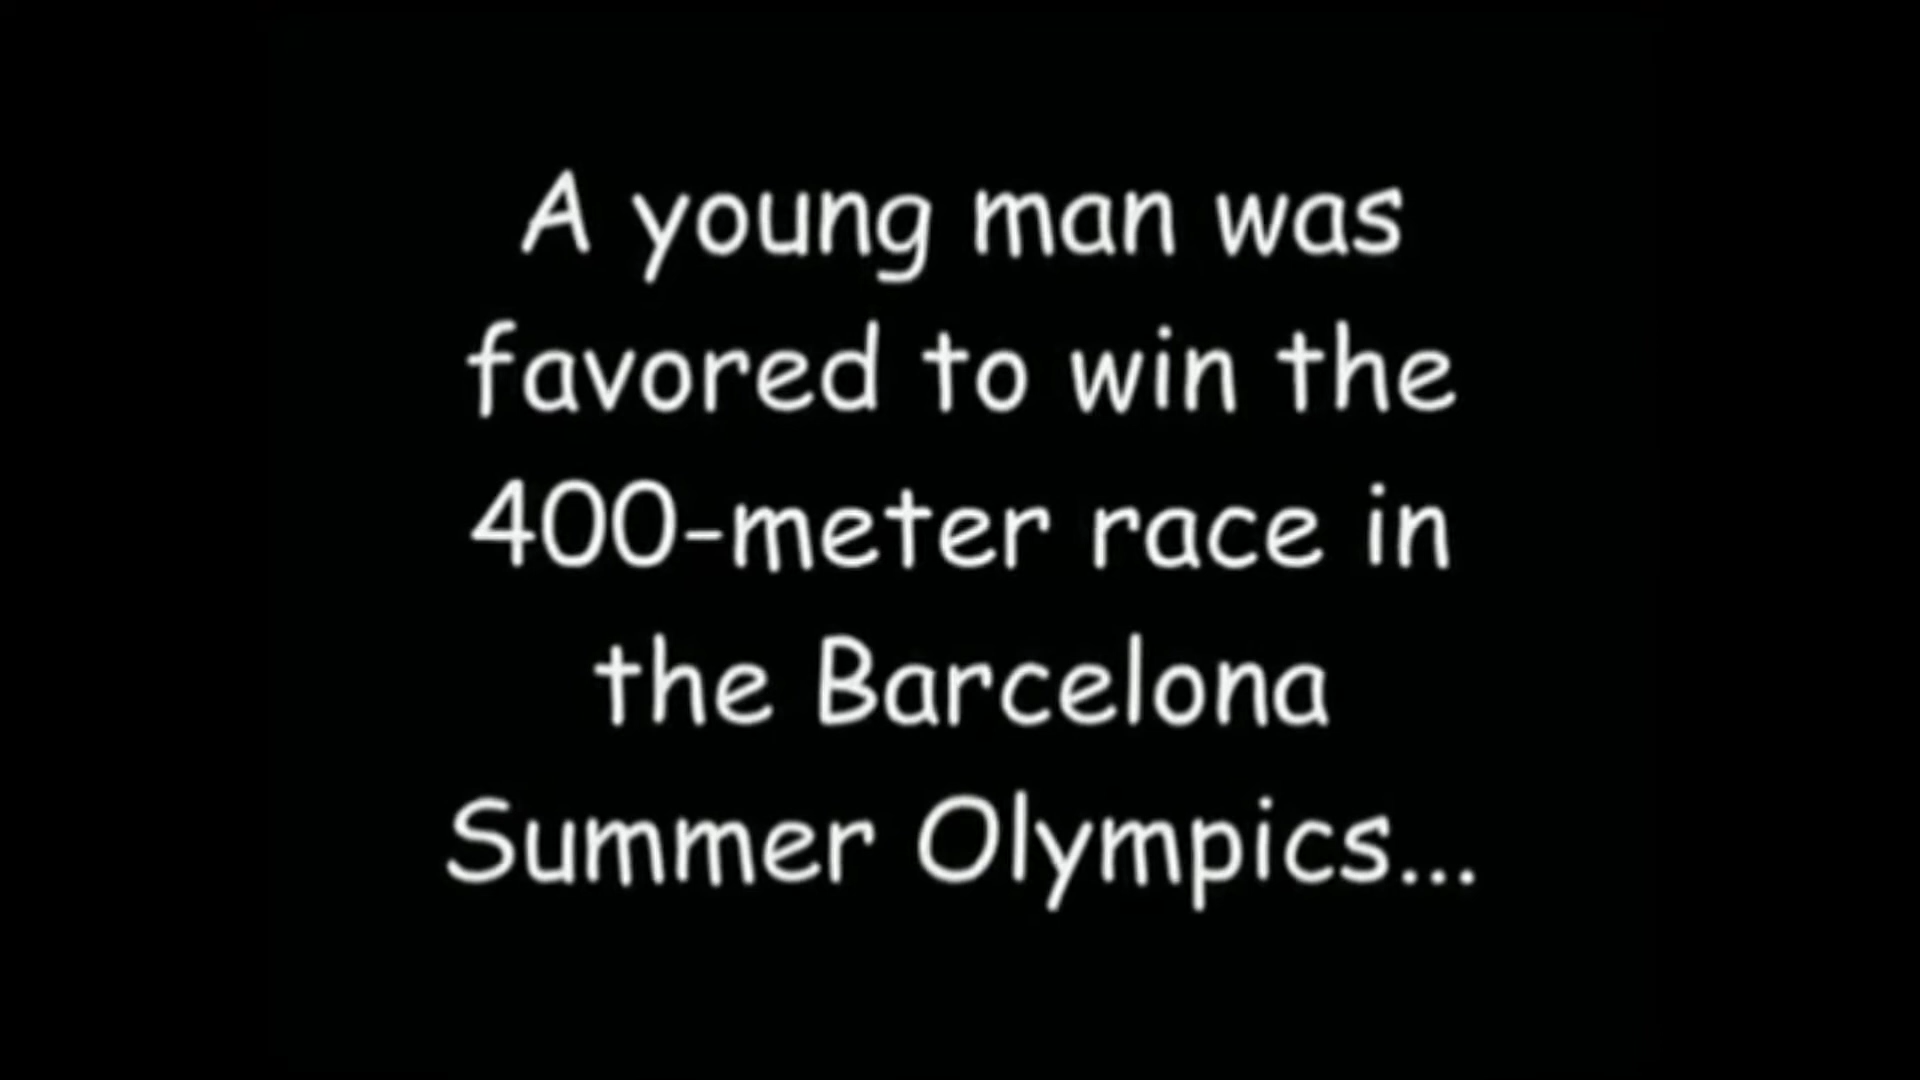 A young man was
favored to win the
400-meter race in
the Barcelona
Summer Olympics...